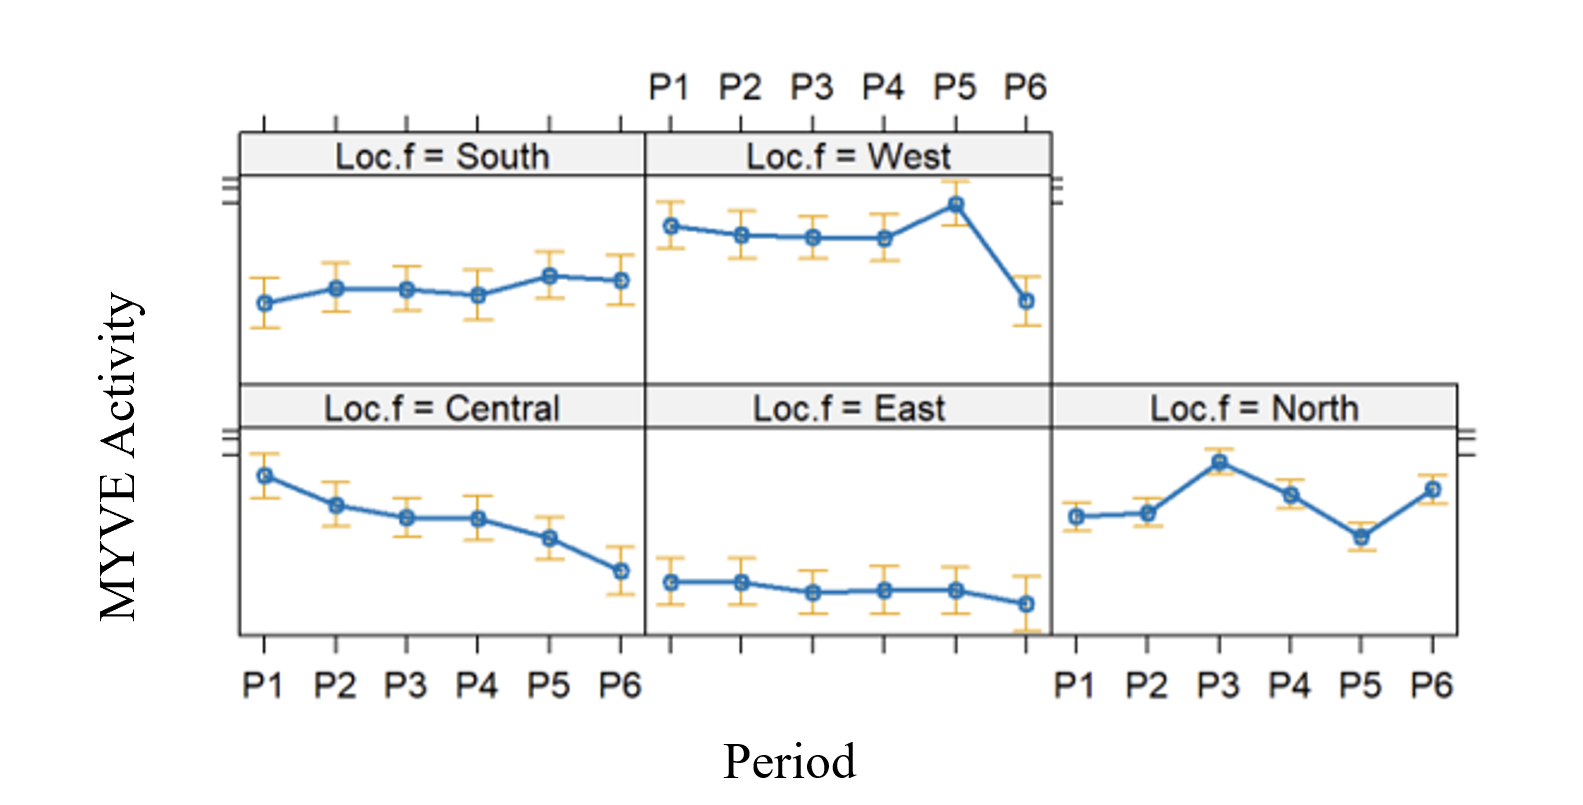 P1 P2 P3 P4 P5 P6
Loc.f = South
Loc.f = West
MYVE Activity
Loc.f = Central
Loc.f = East
Loc.f = North
P1 P2 P3 P4 P5 P6
P1 P2 P3 P4 P5 P6
Period